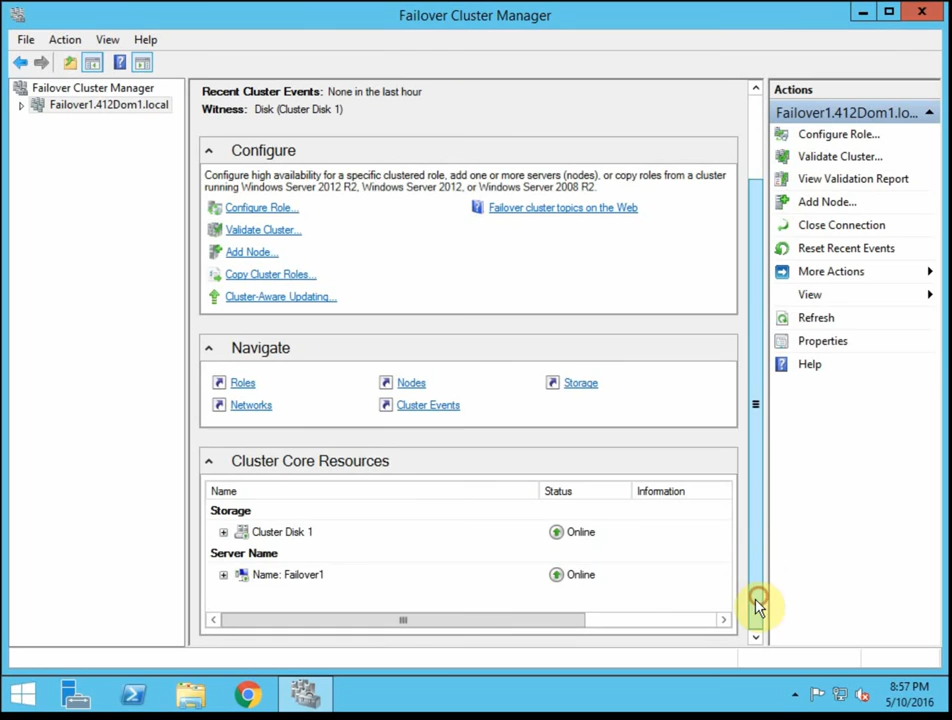 Failover Cluster Manager
File Action View Help
Failover Cluster Manager
Failover1.412Dom1.local
Recent Cluster Events: None in the last hour
Witness: Disk (Cluster Disk 1)
Configure
Configure high availability for a specific clustered role, add one or more servers (nodes), or copy roles from a cluster
running Windows Server 2012 R2, Windows Server 2012, or Windows Server 2008 R2.
Configure Role...
Failover cluster topics on the Web
Validate Cluster...
Add Node...
Copy Cluster Roles...
Cluster-Aware Updating...
Navigate
Roles
Nodes
Storage
Networks
Cluster Events
Cluster Core Resources
Name Status Information
Storage
Cluster Disk 1 Online
Server Name
Name: Failover1 Online
Actions
Failover1.412Dom1.lo...
Configure Role...
Validate Cluster...
View Validation Report
Add Node...
Close Connection
Reset Recent Events
More Actions
View
Refresh
Properties
Help
8:57 PM
5/10/2016